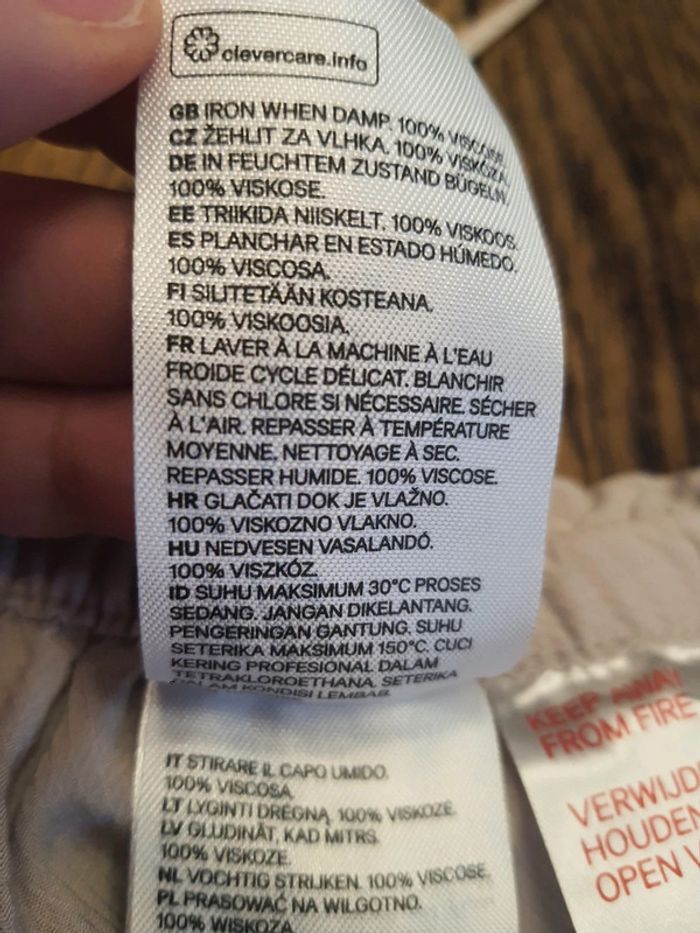 clevercare.info
GB IRON WHEN DAMP. 100% VISCOSE.
CZ ŽEHLIT ZA VLHKA. 100% VISKÓZA.
DE IN FEUCHTEM ZUSTAND BÜGELN.
100% VISKOSE.
EE TRIIKIDA NIISKELT. 100% VISKOOS.
ES PLANCHAR EN ESTADO HÚMEDO.
100% VISCOSA.
FI SILITETÄÄN KOSTEANA.
100% VISKOOSIA.
FR LAVER À LA MACHINE À L'EAU
FROIDE CYCLE DÉLICAT. BLANCHIR
SANS CHLORE SI NÉCESSAIRE. SÉCHER
À L'AIR. REPASSER À TEMPÉRATURE
MOYENNE. NETTOYAGE À SEC.
REPASSER HUMIDE. 100% VISCOSE.
HR GLAČATI DOK JE VLAŽNO.
100% VISKOZNO VLAKNO.
HU NEDVESEN VASALANDÓ.
100% VISZKÓZ.
ID SUHU MAKSIMUM 30°C PROSES
SEDANG. JANGAN DIKELANTANG.
PENGERINGAN GANTUNG. SUHU
SETERIKA MAKSIMUM 150°C. CUCI
KERING PROFESIONAL DALAM
TETRAKLOROETHANA. SETERIKA
DALAM KONDISI LEMBAB.
IT STIRARE IL CAPO UMIDO.
100% VISCOSA.
LT LYGINTI DRĖGNĄ. 100% VISKOZĖ.
LV GLUDINĀT, KAD MITRS.
100% VISKOZE.
NL VOCHTIG STRIJKEN. 100% VISCOSE.
PL PRASOWAĆ NA WILGOTNO.
100% WISKOZA.
KEEP AWAY
FROM FIRE
VERWIJD
HOUDEN
OPEN